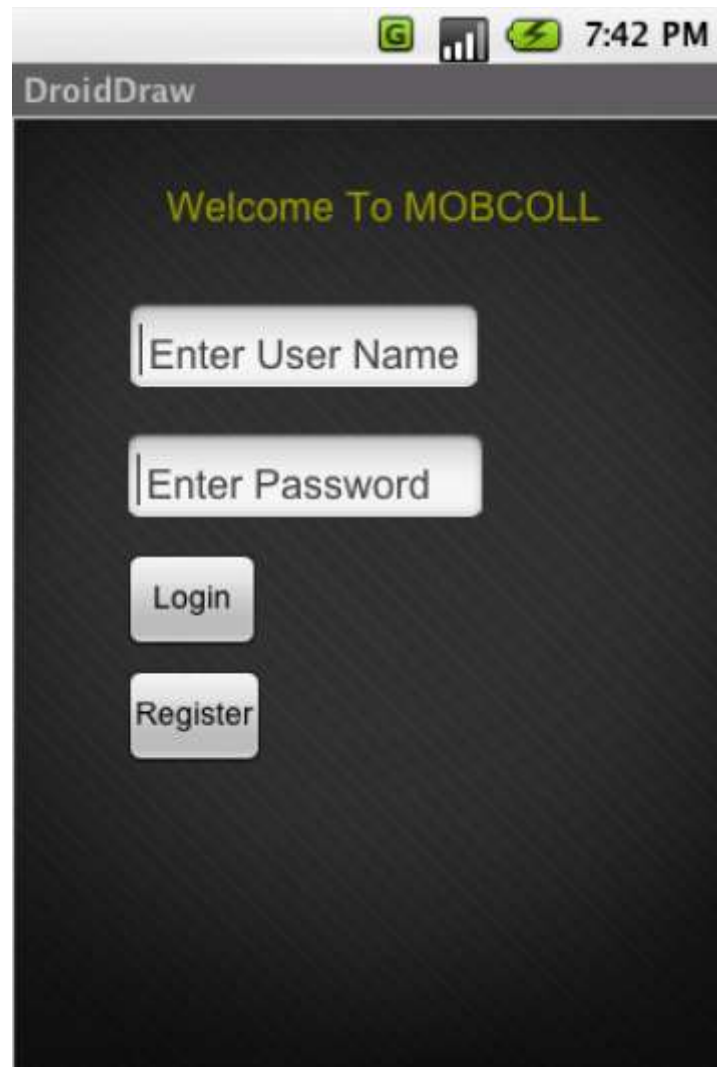 G 7:42 PM
DroidDraw
Welcome To MOBCOLL
Enter User Name
Enter Password
Login
Register